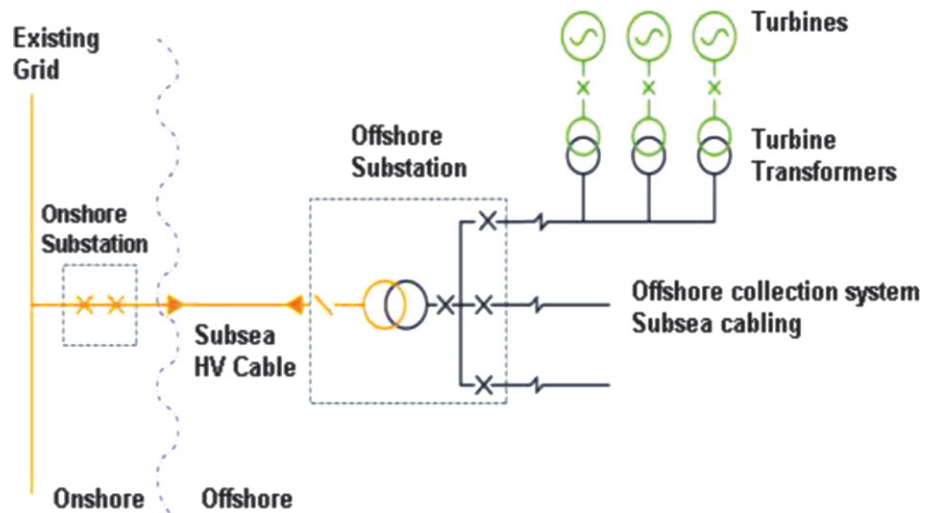 Existing
Grid
Turbines
Offshore
Substation
Turbine
Transformers
Onshore
Substation
Offshore collection system
Subsea cabling
Subsea
HV Cable
Onshore
Offshore